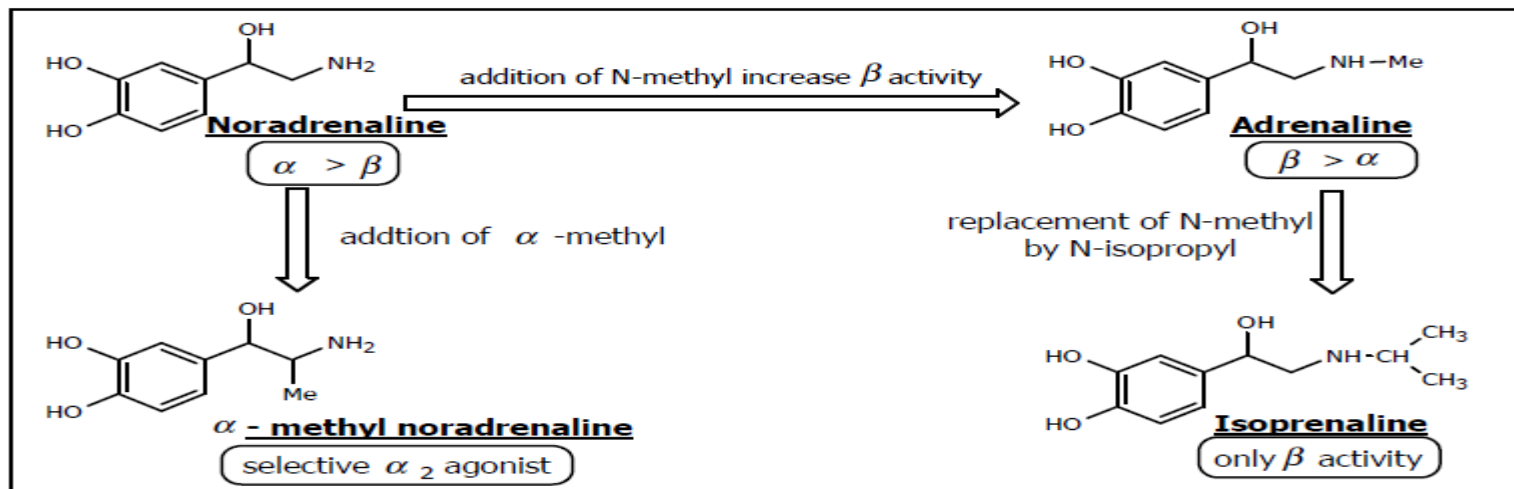 OH
HO
NH2
HO
Noradrenaline
α > β
addition of N-methyl increase β activity
OH
HO
NH-Me
HO
Adrenaline
β > α
addtion of α -methyl
replacement of N-methyl
by N-isopropyl
OH
HO
NH2
HO
Me
α - methyl noradrenaline
selective α 2 agonist
OH
CH3
HO
NH-CH
CH3
HO
Isoprenaline
only β activity